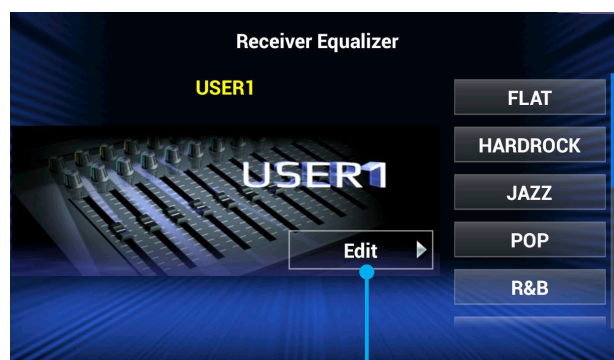 Receiver Equalizer
USER1
USER1
Edit
FLAT
HARDROCK
JAZZ
POP
R&B